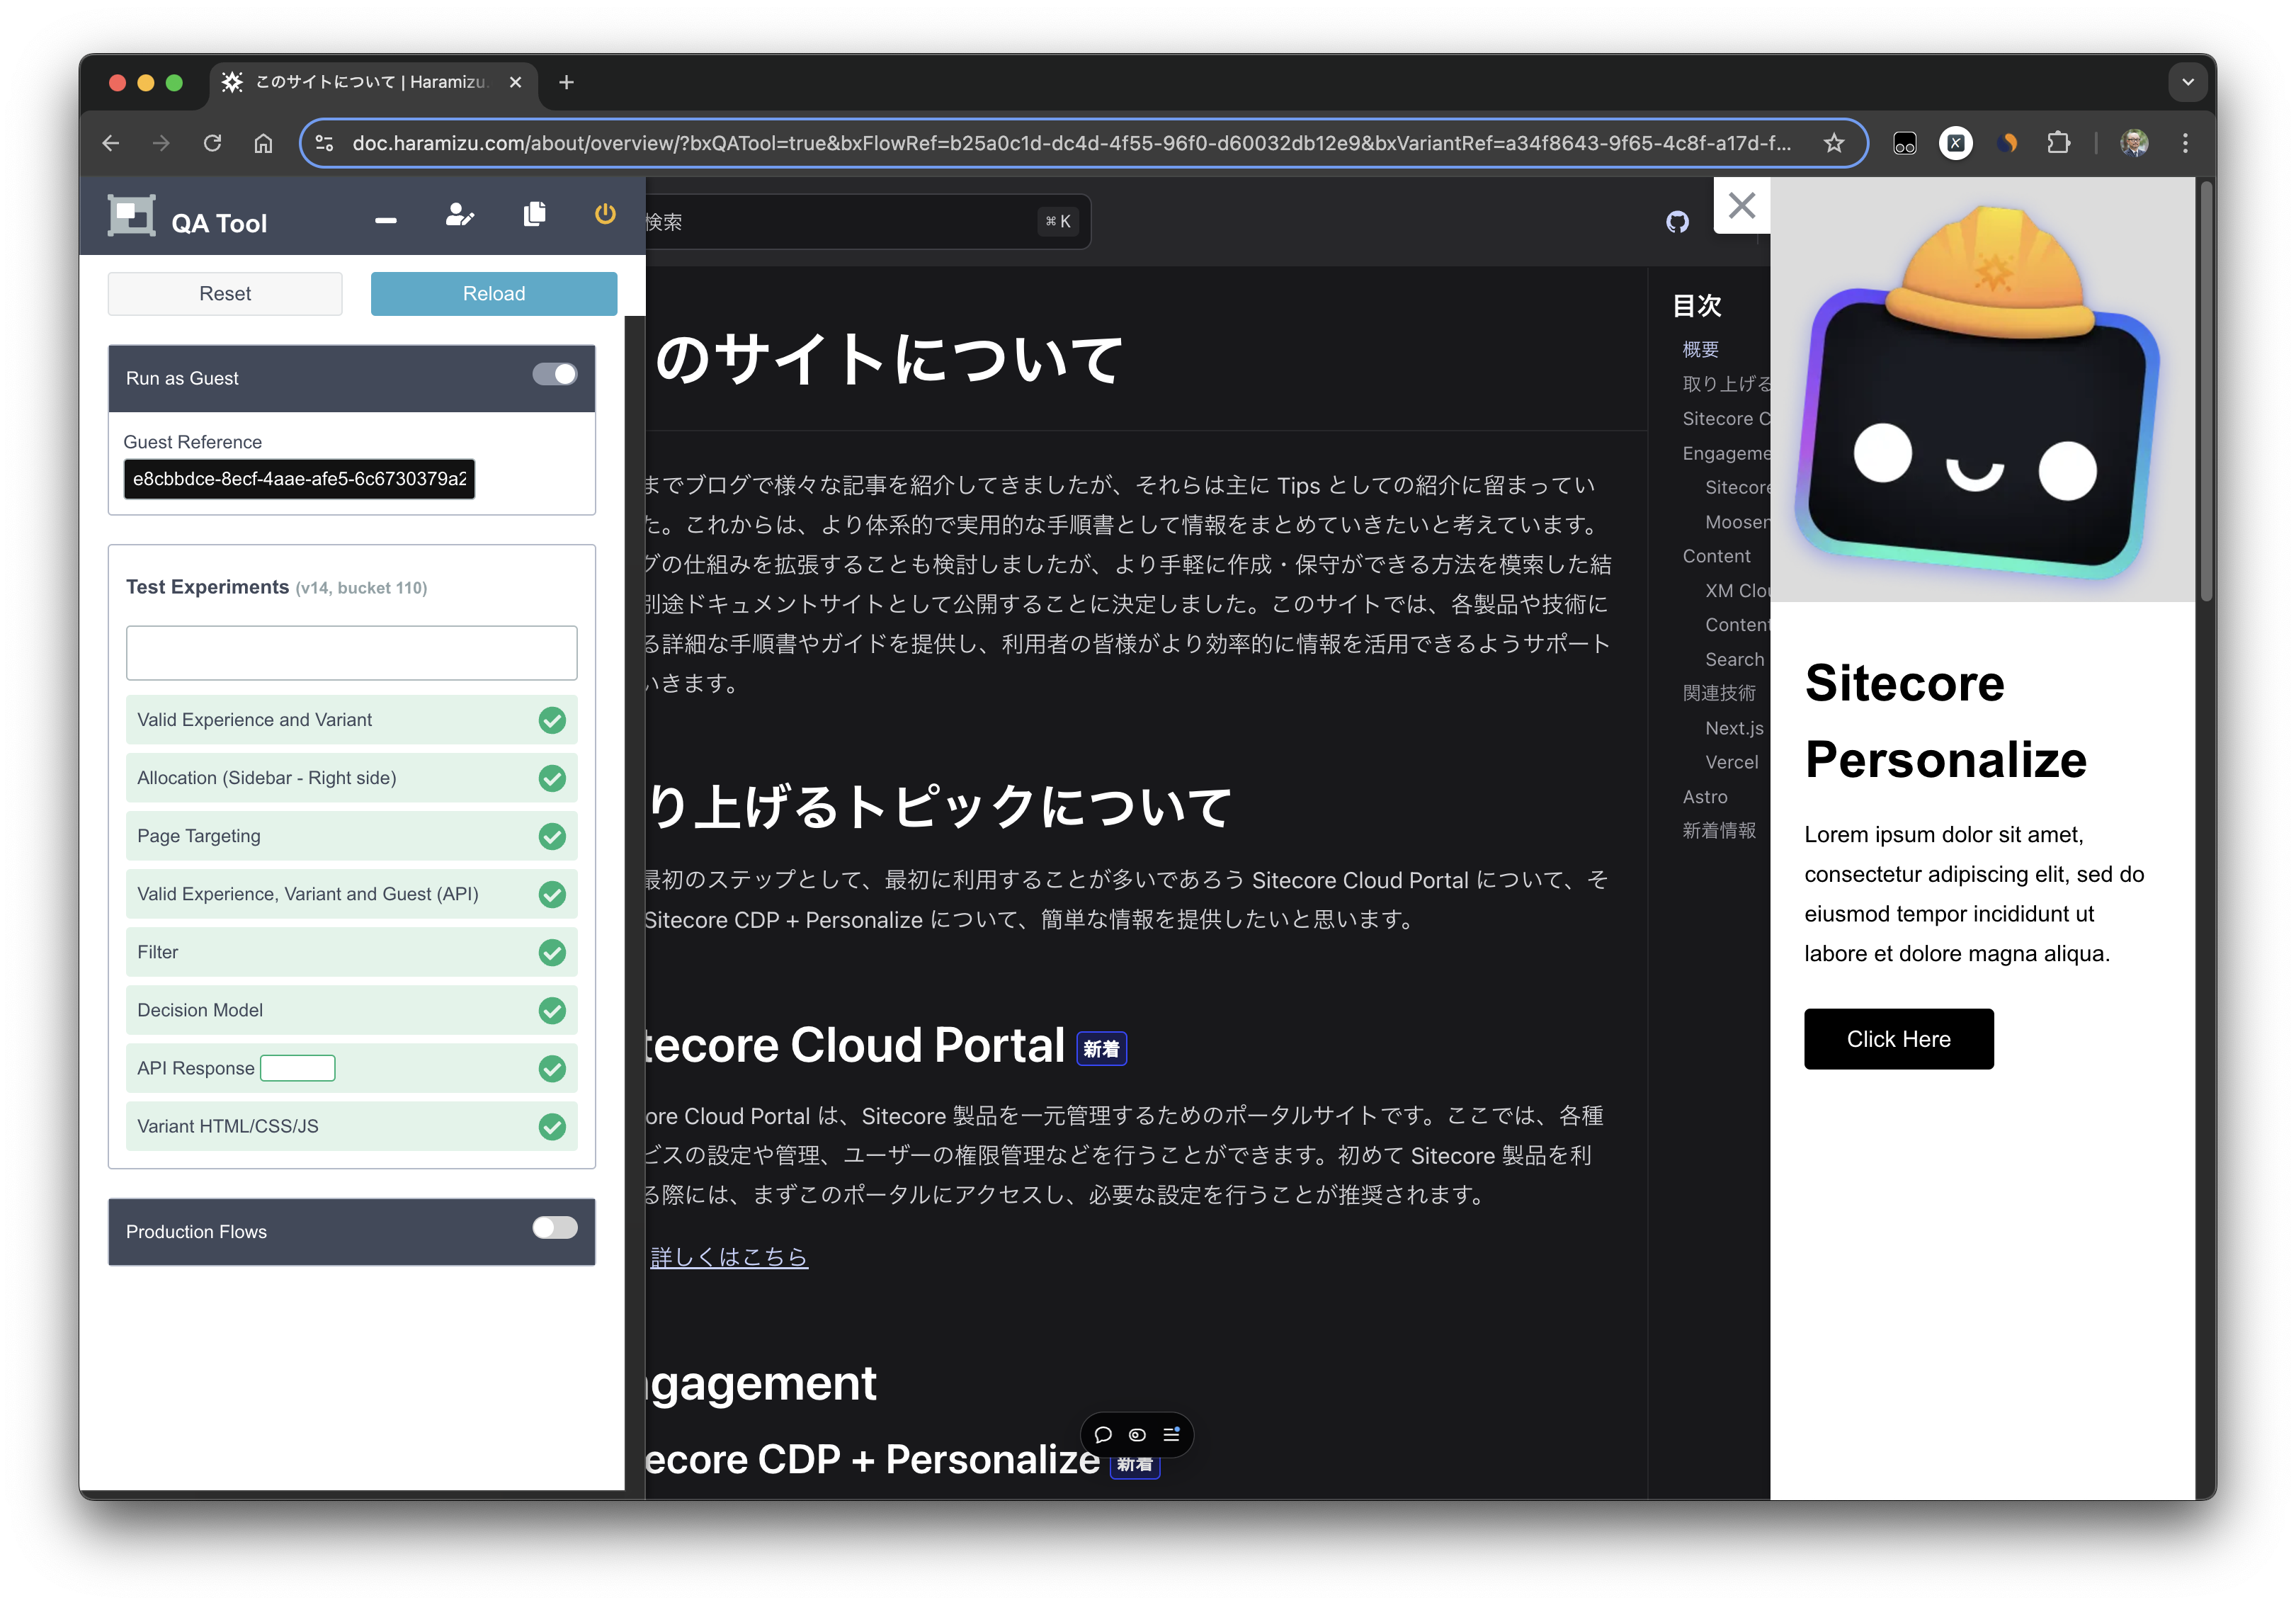 このサイトについて | Haramizu.
doc.haramizu.com/about/overview/?bxQATool=true&bxFlowRef=b25a0c1d-dc4d-4f55-96f0-d60032db12e9&bxVariantRef=a34f8643-9f65-4c8f-a17d-f...
QA Tool
Reset
Reload
Run as Guest
Guest Reference
e8cbbdce-8ecf-4aae-afe5-6c6730379a2
Test Experiments (v14, bucket 110)
Valid Experience and Variant
Allocation (Sidebar - Right side)
Page Targeting
Valid Experience, Variant and Guest (API)
Filter
Decision Model
API Response
Variant HTML/CSS/JS
Production Flows
検索
⌘ K
のサイトについて
までブログで様々な記事を紹介してきましたが、それらは主に Tips としての紹介に留まってい
た。これからは、より体系的で実用的な手順書として情報をまとめていきたいと考えています。
グの仕組みを拡張することも検討しましたが、より手軽に作成・保守ができる方法を模索した結
別途ドキュメントサイトとして公開することに決定しました。このサイトでは、各製品や技術に
る詳細な手順書やガイドを提供し、利用者の皆様がより効率的に情報を活用できるようサポート
いきます。
り上げるトピックについて
最初のステップとして、最初に利用することが多いであろう Sitecore Cloud Portal について、そ
Sitecore CDP + Personalize について、簡単な情報を提供したいと思います。
tecore Cloud Portal 新着
ore Cloud Portal は、Sitecore 製品を一元管理するためのポータルサイトです。ここでは、各種
ビスの設定や管理、ユーザーの権限管理などを行うことができます。初めて Sitecore 製品を利
る際には、まずこのポータルにアクセスし、必要な設定を行うことが推奨されます。
詳しくはこちら
gagement
ecore CDP + Personalize 新着
目次
概要
取り上げる
Sitecore C
Engageme
Sitecore
Moosen
Content
XM Clou
Content
Search
関連技術
Next.js
Vercel
Astro
新着情報
Sitecore
Personalize
Lorem ipsum dolor sit amet,
consectetur adipiscing elit, sed do
eiusmod tempor incididunt ut
labore et dolore magna aliqua.
Click Here